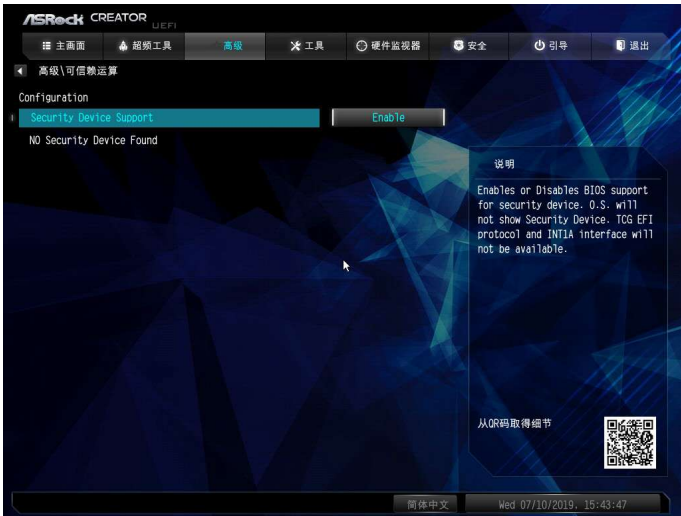 ASRock CREATOR UEFI
主画面 超频工具 高级 工具 硬件监视器 安全 引导 退出
高级\可信赖运算
Configuration
Security Device Support Enable
NO Security Device Found
说明
Enables or Disables BIOS support
for security device. O.S. will
not show Security Device. TCG EFI
protocol and INT1A interface will
not be available.
从QR码取得细节
简体中文 Wed 07/10/2019, 15:43:47